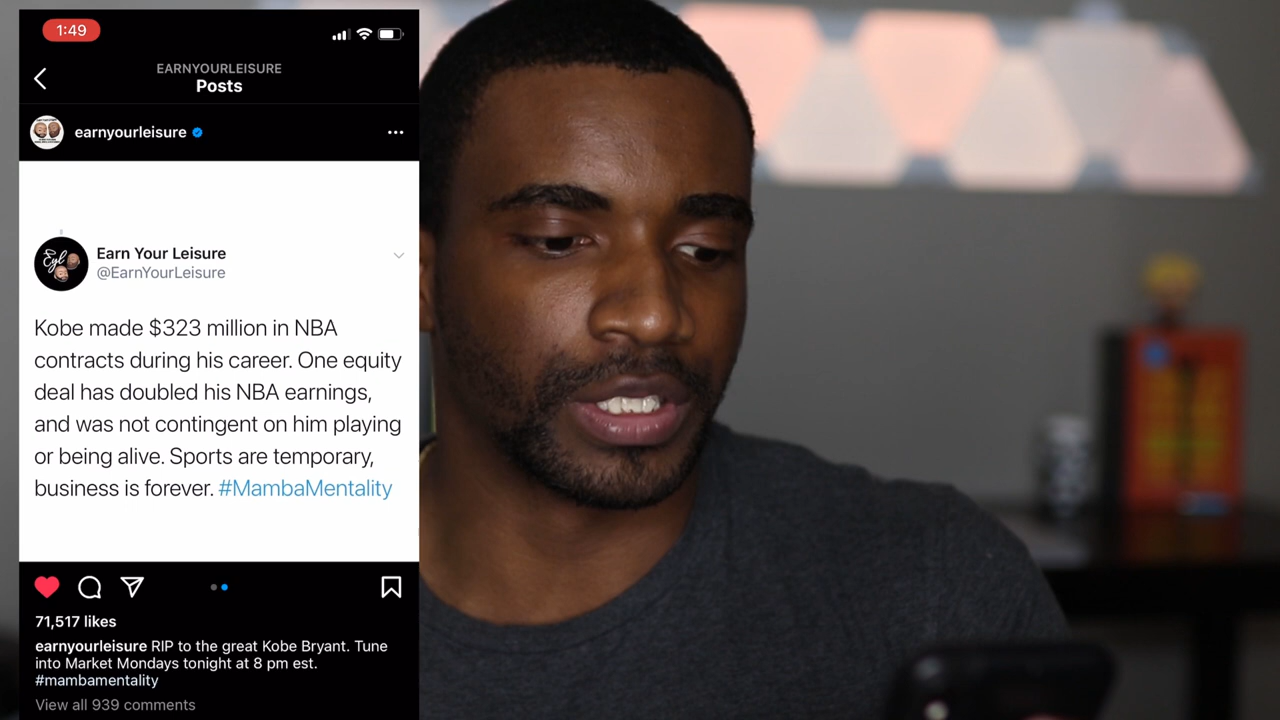 1:49
EARNYOURLEISURE
Posts
earnyourleisure
Earn Your Leisure
@EarnYourLeisure
Kobe made $323 million in NBA
contracts during his career. One equity
deal has doubled his NBA earnings,
and was not contingent on him playing
or being alive. Sports are temporary,
business is forever. #MambaMentality
71,517 likes
earnyourleisure RIP to the great Kobe Bryant. Tune
into Market Mondays tonight at 8 pm est.
#mambamentality
View all 939 comments